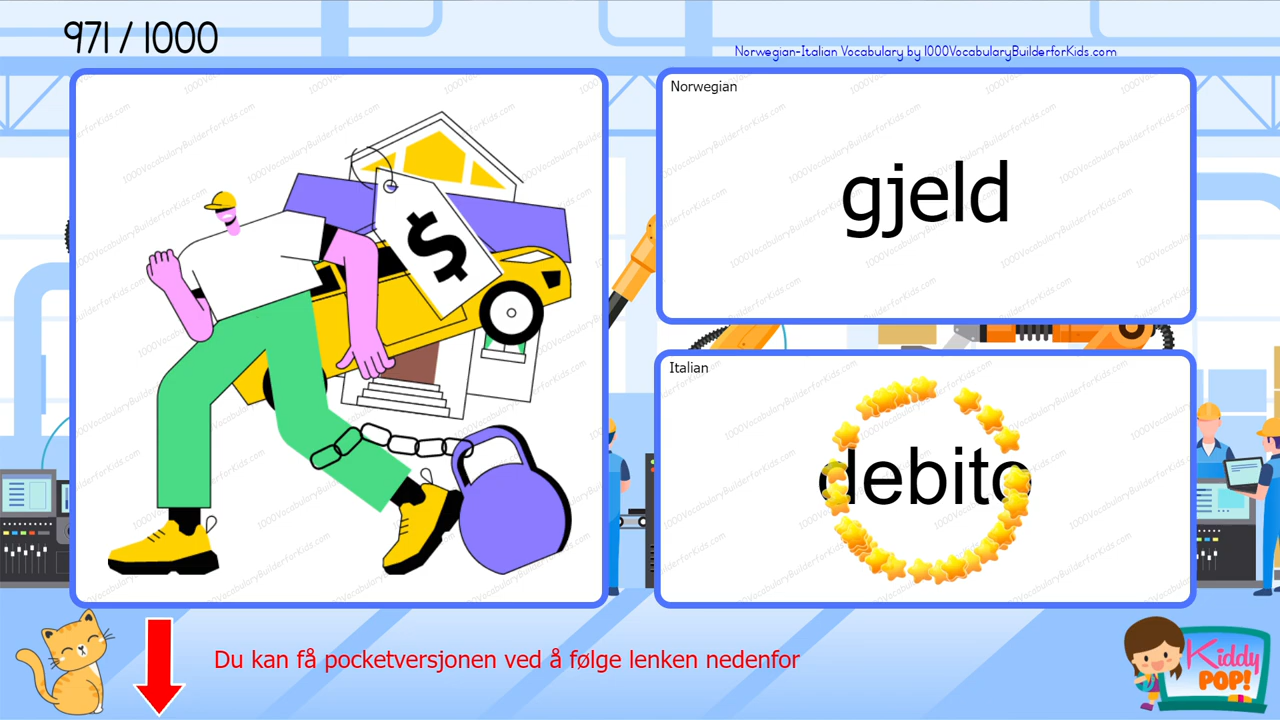 971 / 1000
Norwegian-Italian Vocabulary by 1000VocabularyBuilderforKids.com
Norwegian
gjeld
$
Italian
debito
Du kan få pocketversjonen ved å følge lenken nedenfor
Kiddy
POP!